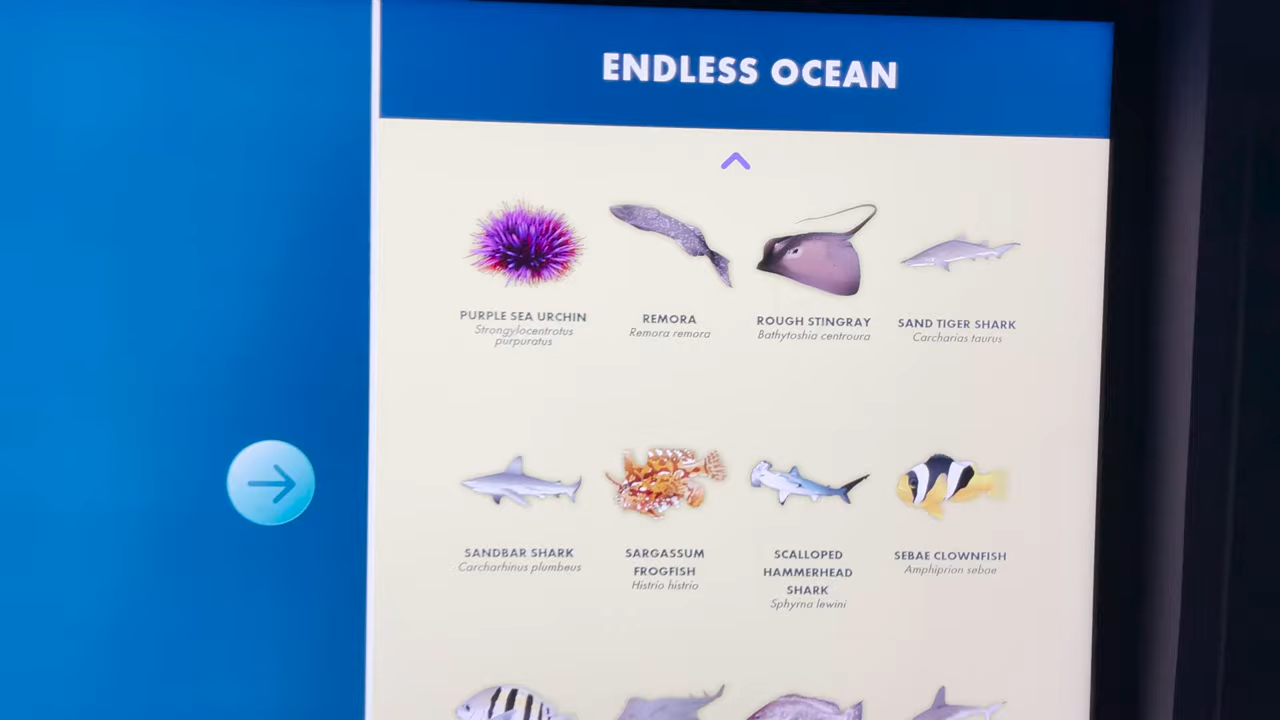 ENDLESS OCEAN
PURPLE SEA URCHIN
Strongylocentrotus
purpuratus
REMORA
Remora remora
ROUGH STINGRAY
Bathytoshia centroura
SAND TIGER SHARK
Carcharias taurus
SANDBAR SHARK
Carcharhinus plumbeus
SARGASSUM
FROGFISH
Histrio histrio
SCALLOPED
HAMMERHEAD
SHARK
Sphyrna lewini
SEBAE CLOWNFISH
Amphiprion sebae